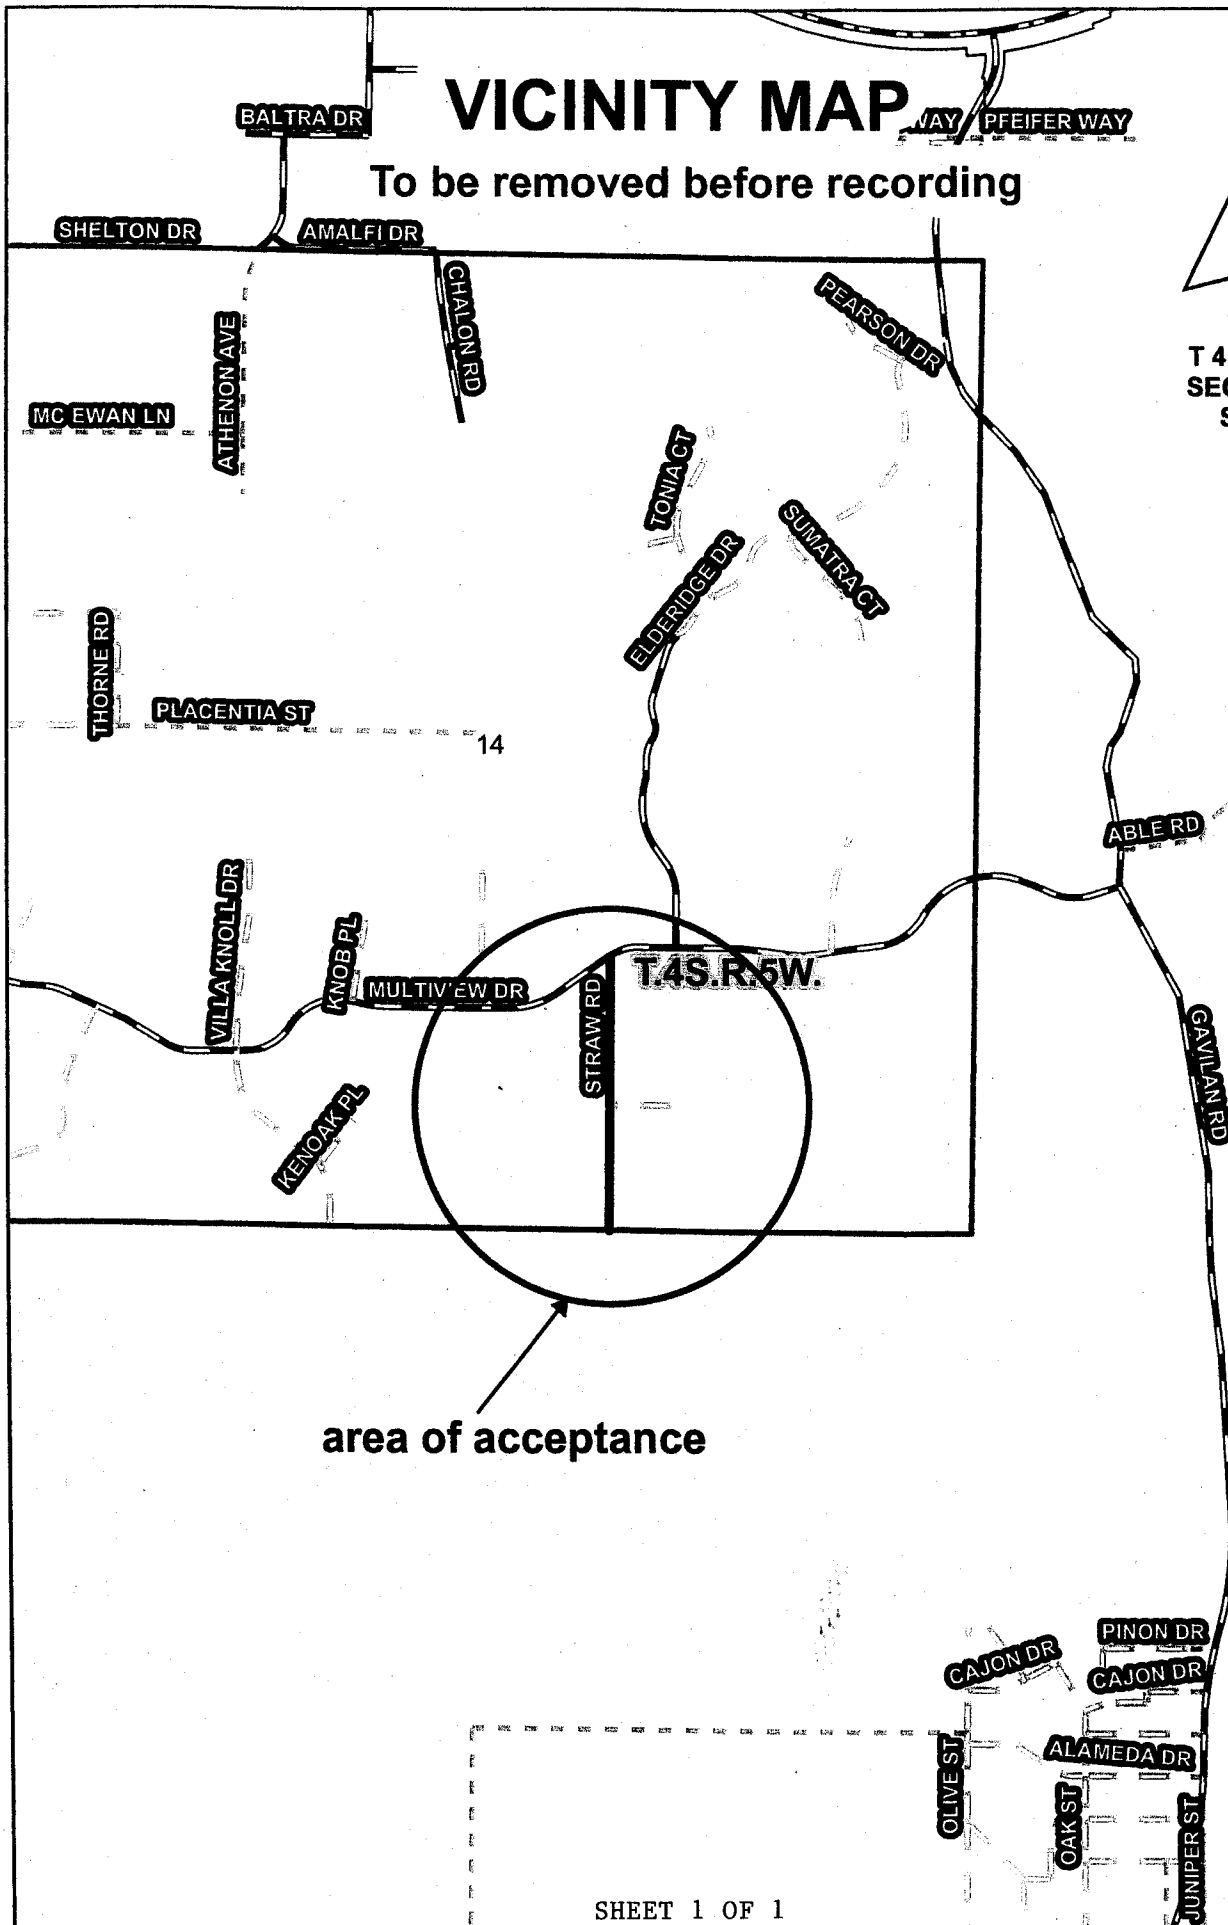 VICINITY MAP
To be removed before recording
BALTRA DR
WAY
PFEIFER WAY
SHELTON DR
AMALFI DR
CHALON RD
PEARSON DR
ATHENON AVE
T 4
MC EWAN LN
TONIA CT
SUMATRA CT
ELDERIDGE DR
THORNE RD
PLACENTIA ST
14
ABLE RD
VILLA KNOLL DR
KNOB PL
MULTIVIEW DR
STRAW RD
T.4S.R.5W.
GAVILAN RD
KENOAK PL
area of acceptance
PINON DR
CAJON DR
CAJON DR
OLIVE ST
ALAMEDA DR
OAK ST
JUNIPER ST
SHEET 1 OF 1